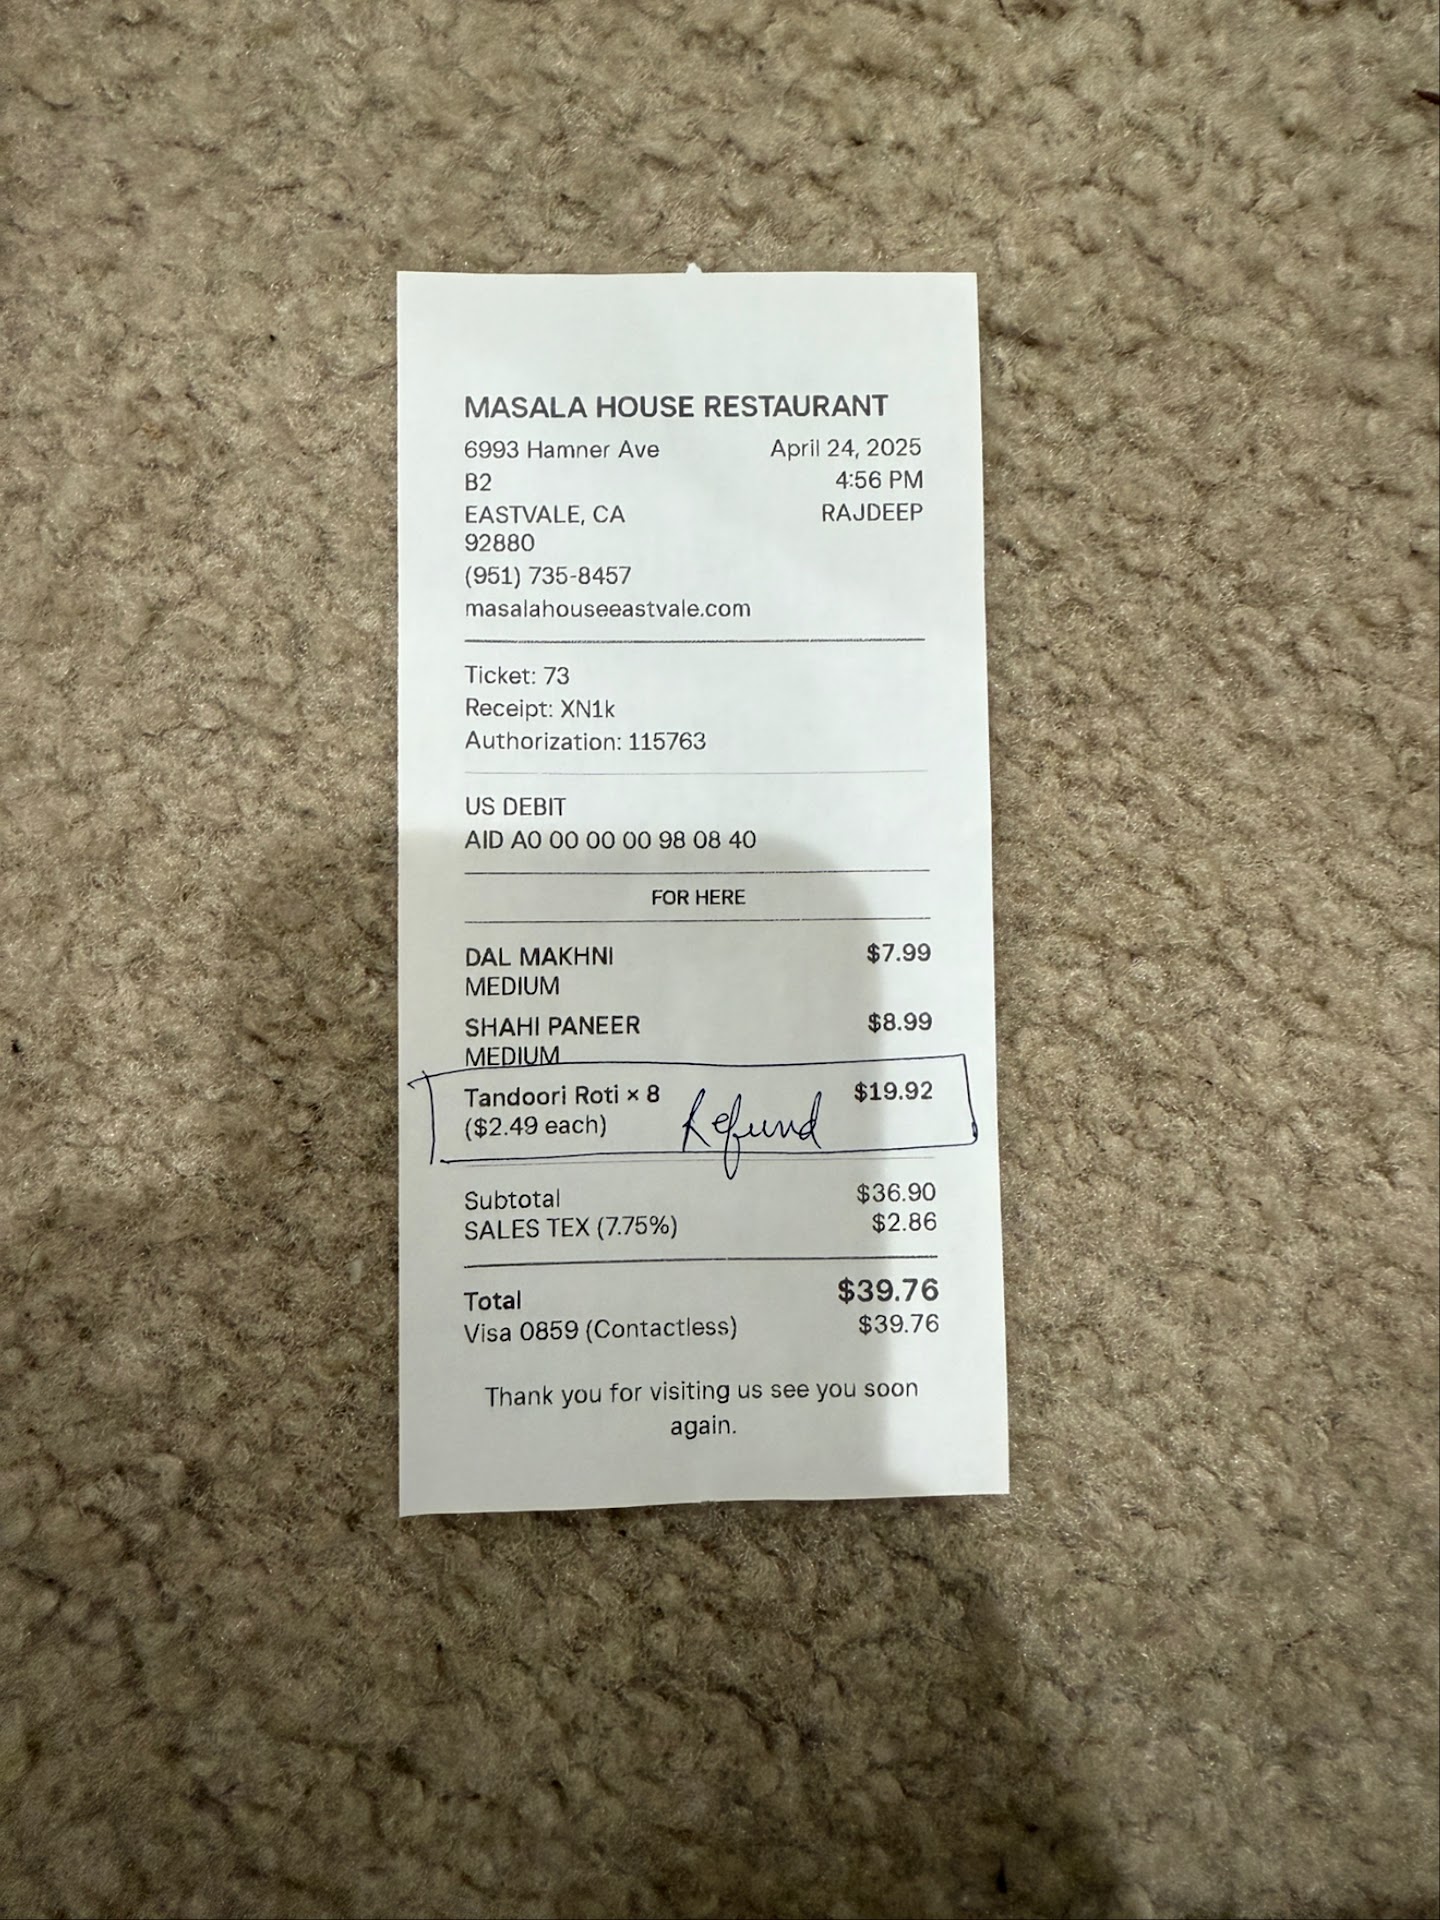 MASALA HOUSE RESTAURANT
6993 Hamner Ave April 24, 2025
B2 4:56 PM
EASTVALE, CA RAJDEEP
92880
(951) 735-8457
masalahouseeastvale.com
Ticket: 73
Receipt: XN1k
Authorization: 115763
US DEBIT
AID A0 00 00 00 98 08 40
FOR HERE
DAL MAKHNI $7.99
MEDIUM
SHAHI PANEER $8.99
MEDIUM
Tandoori Roti × 8 $19.92
($2.49 each) Refund
Subtotal $36.90
SALES TEX (7.75%) $2.86
Total $39.76
Visa 0859 (Contactless) $39.76
Thank you for visiting us see you soon
again.